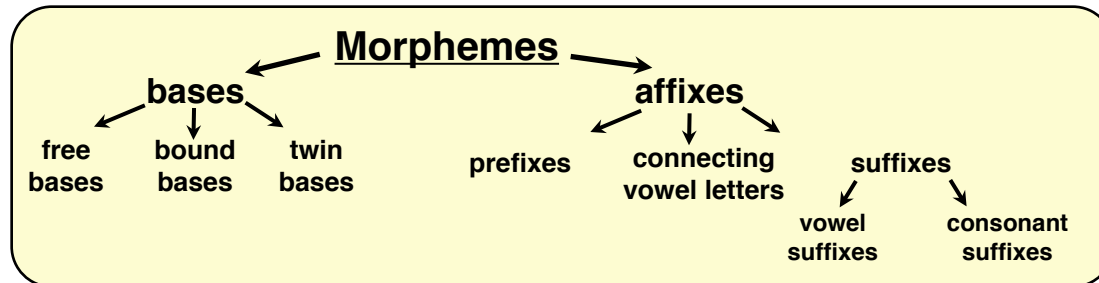 Morphemes
bases
affixes
free
bases
bound
bases
twin
bases
prefixes
connecting
vowel letters
suffixes
vowel
suffixes
consonant
suffixes